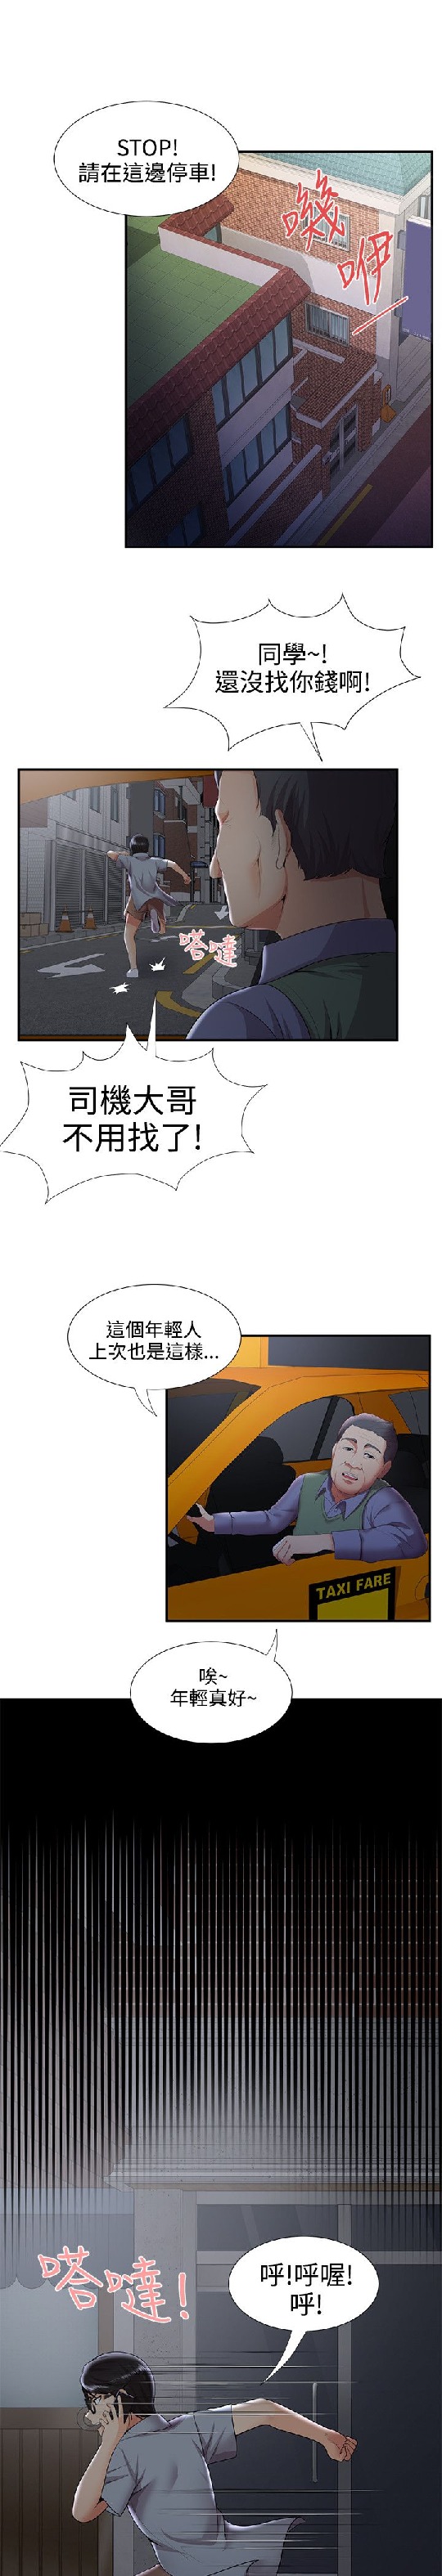 STOP!
請在這邊停車!
嘰
咿
同學~!
還沒找你錢啊!
嗒噠
司機大哥
不用找了!
這個年輕人
上次也是這樣...
TAXI FARE
唉~
年輕真好~
嗒噠!
呼!呼喔!
呼!